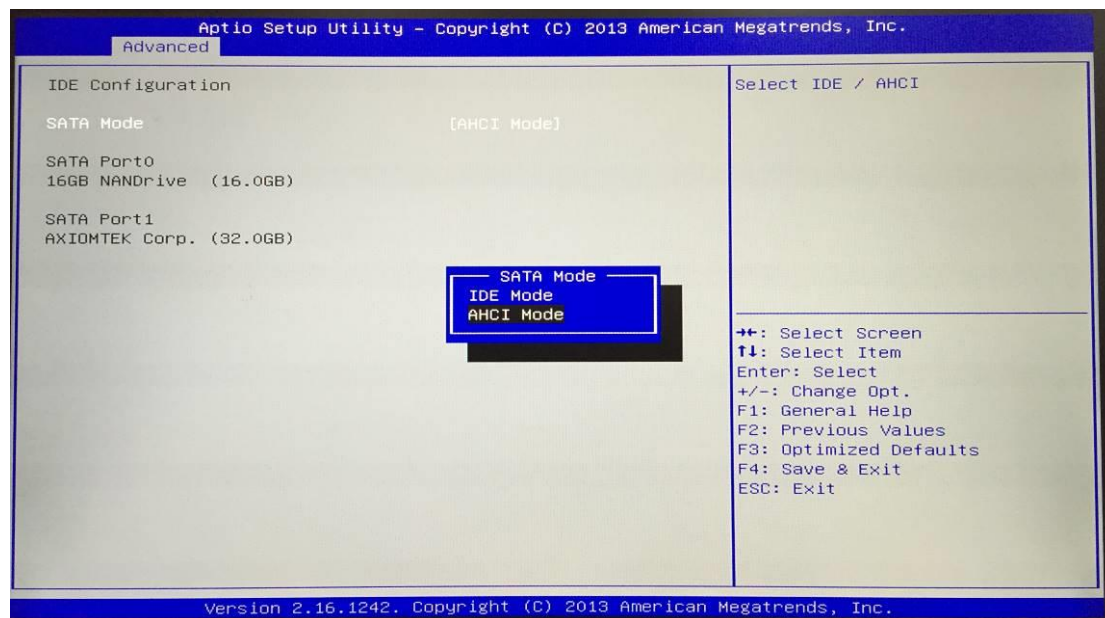 Aptio Setup Utility – Copyright (C) 2013 American Megatrends, Inc.
Advanced
IDE Configuration
SATA Mode [AHCI Mode]
SATA Port0
16GB NANDrive (16.0GB)
SATA Port1
AXIOMTEK Corp. (32.0GB)
SATA Mode
IDE Mode
AHCI Mode
Select IDE / AHCI
→←: Select Screen
↑↓: Select Item
Enter: Select
+/-: Change Opt.
F1: General Help
F2: Previous Values
F3: Optimized Defaults
F4: Save & Exit
ESC: Exit
Version 2.16.1242. Copyright (C) 2013 American Megatrends, Inc.